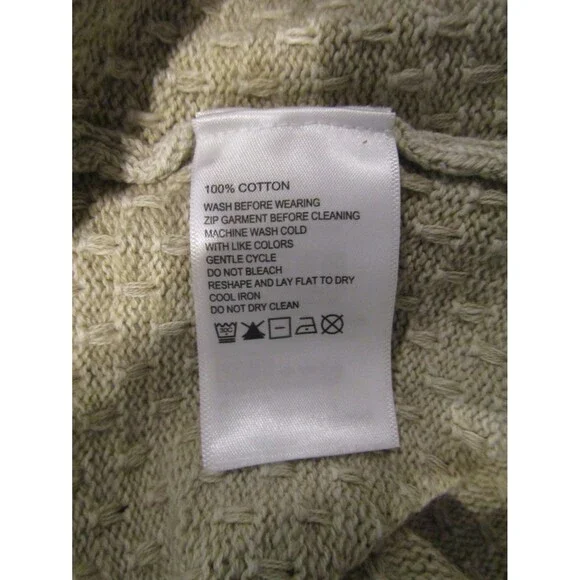 100% COTTON
WASH BEFORE WEARING
ZIP GARMENT BEFORE CLEANING
MACHINE WASH COLD
WITH LIKE COLORS
GENTLE CYCLE
DO NOT BLEACH
RESHAPE AND LAY FLAT TO DRY
COOL IRON
DO NOT DRY CLEAN
30C